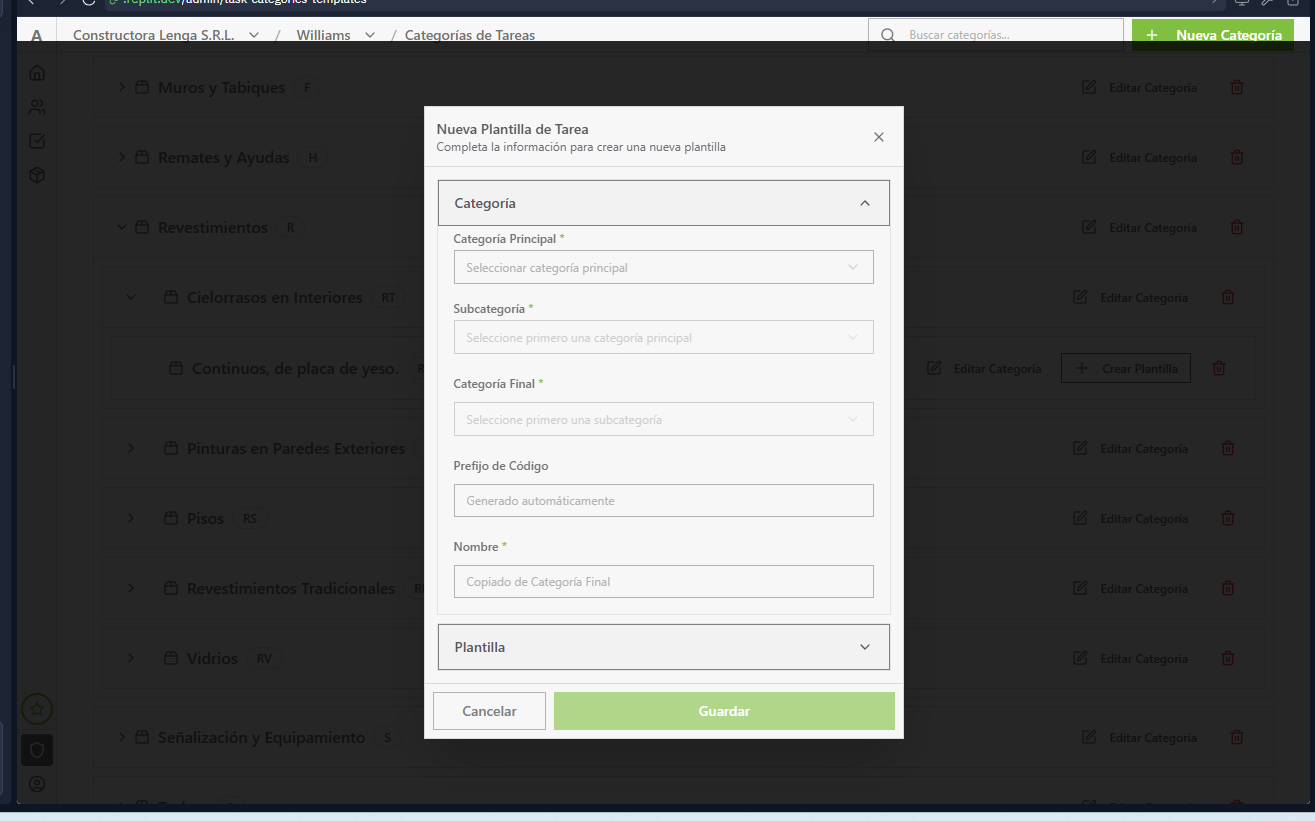 .replit.dev/admin/task-categories-templates
A Constructora Lenga S.R.L. / Williams / Categorías de Tareas Buscar categorías... + Nueva Categoría
Muros y Tabiques F Editar Categoría
Remates y Ayudas H Editar Categoría
Revestimientos R Editar Categoría
Cielorrasos en Interiores RT Editar Categoría
Continuos, de placa de yeso. Editar Categoría + Crear Plantilla
Pinturas en Paredes Exteriores Editar Categoría
Pisos RS Editar Categoría
Revestimientos Tradicionales Editar Categoría
Vidrios RV Editar Categoría
Señalización y Equipamiento S Editar Categoría
Nueva Plantilla de Tarea
Completa la información para crear una nueva plantilla
Categoría
Categoría Principal *
Seleccionar categoría principal
Subcategoría *
Seleccione primero una categoría principal
Categoría Final *
Seleccione primero una subcategoría
Prefijo de Código
Generado automáticamente
Nombre *
Copiado de Categoría Final
Plantilla
Cancelar Guardar